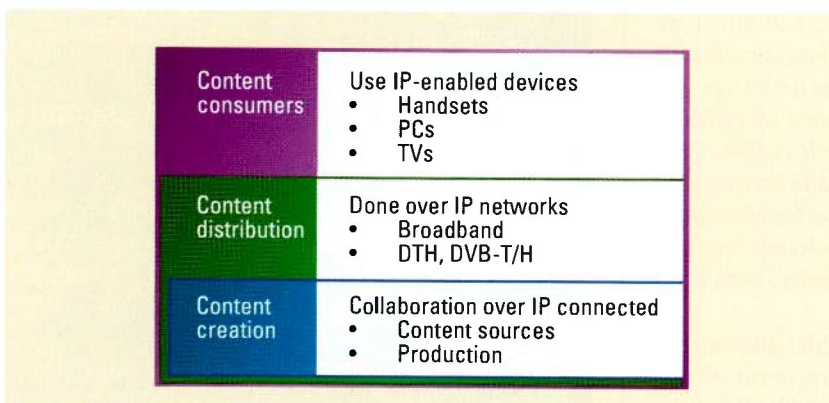 Content
consumers
Use IP-enabled devices
• Handsets
• PCs
• TVs
Content
distribution
Done over IP networks
• Broadband
• DTH, DVB-T/H
Content
creation
Collaboration over IP connected
• Content sources
• Production